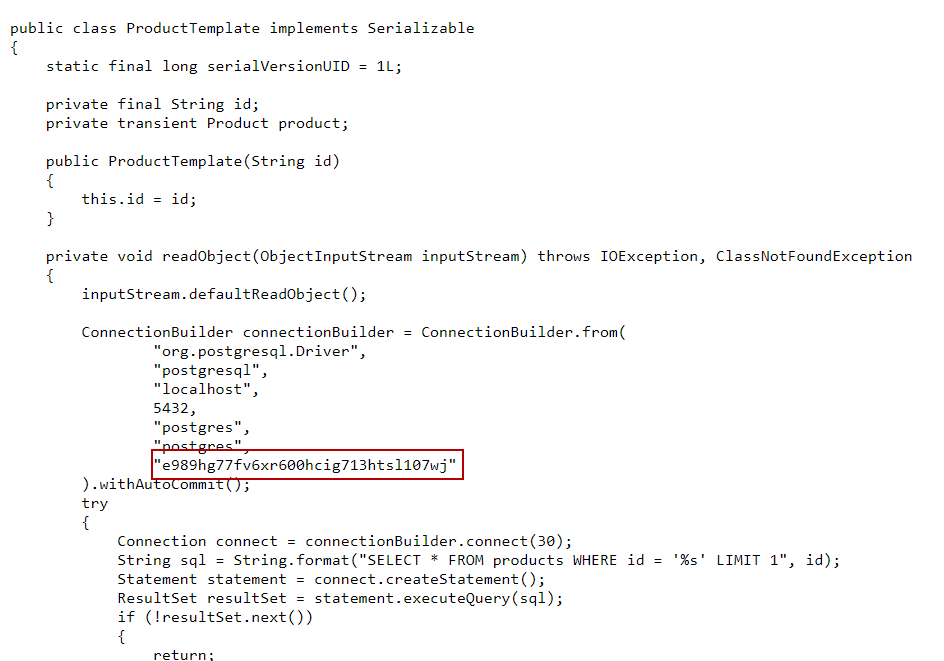 public class ProductTemplate implements Serializable
{
    static final long serialVersionUID = 1L;

    private final String id;
    private transient Product product;

    public ProductTemplate(String id)
    {
        this.id = id;
    }

    private void readObject(ObjectInputStream inputStream) throws IOException, ClassNotFoundException
    {
        inputStream.defaultReadObject();

        ConnectionBuilder connectionBuilder = ConnectionBuilder.from(
                "org.postgresql.Driver",
                "postgresql",
                "localhost",
                5432,
                "postgres",
                "postgres",
                "e989hg77fv6xr600hcig713htsl107wj"
        ).withAutoCommit();
        try
        {
            Connection connect = connectionBuilder.connect(30);
            String sql = String.format("SELECT * FROM products WHERE id = '%s' LIMIT 1", id);
            Statement statement = connect.createStatement();
            ResultSet resultSet = statement.executeQuery(sql);
            if (!resultSet.next())
            {
                return;